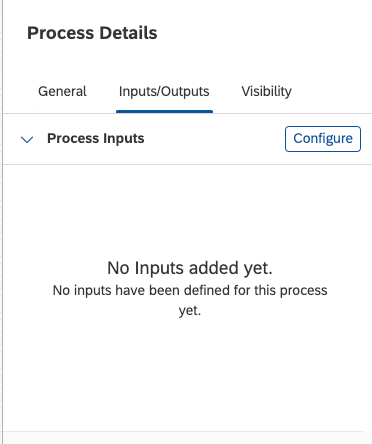 Process Details
General Inputs/Outputs Visibility
Process Inputs Configure
No Inputs added yet.
No inputs have been defined for this process
yet.